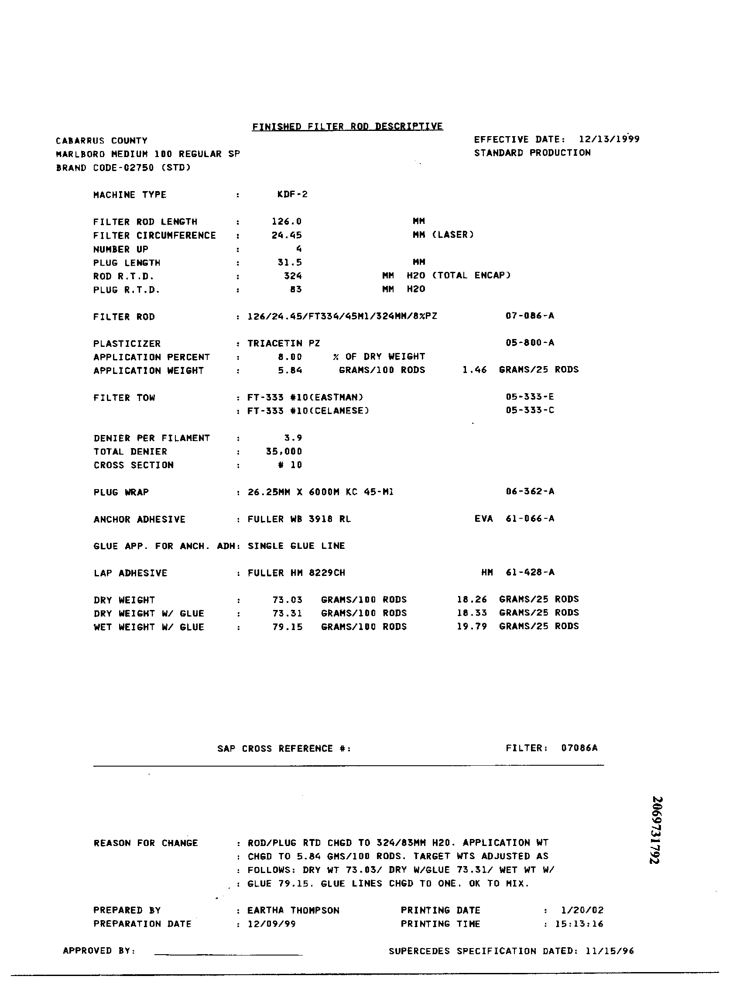 FINISHED FILTER ROD DESCRIPTIVE
CABARRUS COUNTY EFFECTIVE DATE: 12/13/1999
MARLBORO MEDIUM 100 REGULAR SP STANDARD PRODUCTION
BRAND CODE-02750 (STD)
MACHINE TYPE : KDF-2
FILTER ROD LENGTH : 126.0 MM
FILTER CIRCUMFERENCE : 24.45 MM (LASER)
NUMBER UP : 4
PLUG LENGTH : 31.5 MM
ROD R.T.D. : 324 MM H2O (TOTAL ENCAP)
PLUG R.T.D. : 83 MM H2O
FILTER ROD : 126/24.45/FT334/45M1/324MM/8%PZ 07-086-A
PLASTICIZER : TRIACETIN PZ 05-800-A
APPLICATION PERCENT : 8.00 % OF DRY WEIGHT
APPLICATION WEIGHT : 5.84 GRAMS/100 RODS 1.46 GRAMS/25 RODS
FILTER TOW : FT-333 #10(EASTMAN) 05-333-E
: FT-333 #10(CELANESE) 05-333-C
DENIER PER FILAMENT : 3.9
TOTAL DENIER : 35,000
CROSS SECTION : # 10
PLUG WRAP : 26.25MM X 6000M KC 45-M1 06-362-A
ANCHOR ADHESIVE : FULLER WB 3918 RL EVA 61-066-A
GLUE APP. FOR ANCH. ADH: SINGLE GLUE LINE
LAP ADHESIVE : FULLER HM 8229CH HM 61-428-A
DRY WEIGHT : 73.03 GRAMS/100 RODS 18.26 GRAMS/25 RODS
DRY WEIGHT W/ GLUE : 73.31 GRAMS/100 RODS 18.33 GRAMS/25 RODS
WET WEIGHT W/ GLUE : 79.15 GRAMS/100 RODS 19.79 GRAMS/25 RODS
SAP CROSS REFERENCE #: FILTER: 07086A
2069731792
REASON FOR CHANGE : ROD/PLUG RTD CHGD TO 324/83MM H2O. APPLICATION WT
: CHGD TO 5.84 GMS/100 RODS. TARGET WTS ADJUSTED AS
: FOLLOWS: DRY WT 73.03/ DRY W/GLUE 73.31/ WET WT W/
: GLUE 79.15. GLUE LINES CHGD TO ONE. OK TO MIX.
PREPARED BY : EARTHA THOMPSON PRINTING DATE : 1/20/02
PREPARATION DATE : 12/09/99 PRINTING TIME : 15:13:16
APPROVED BY: SUPERCEDES SPECIFICATION DATED: 11/15/96